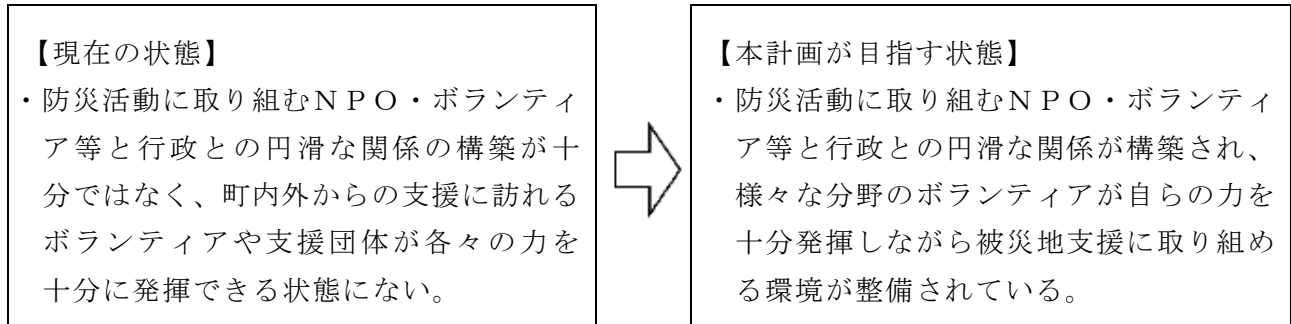 【現在の状態】
・防災活動に取り組むＮＰＯ・ボランティ
ア等と行政との円滑な関係の構築が十
分ではなく、町内外からの支援に訪れる
ボランティアや支援団体が各々の力を
十分に発揮できる状態にない。
【本計画が目指す状態】
・防災活動に取り組むＮＰＯ・ボランティ
ア等と行政との円滑な関係が構築され、
様々な分野のボランティアが自らの力を
十分発揮しながら被災地支援に取り組め
る環境が整備されている。